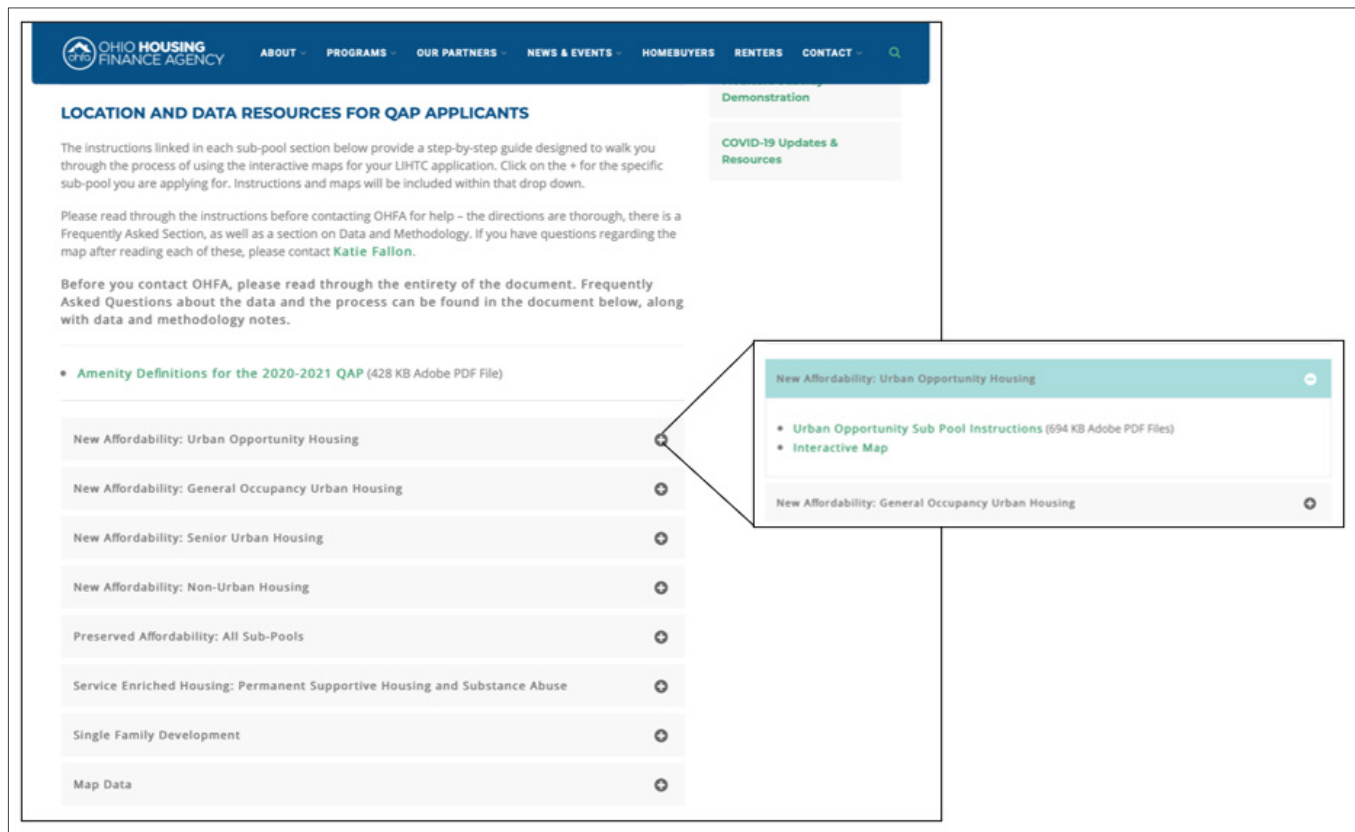 OHIO HOUSING
FINANCE AGENCY
ohfa
ABOUT PROGRAMS OUR PARTNERS NEWS & EVENTS HOMEBUYERS RENTERS CONTACT
Demonstration
COVID-19 Updates &
Resources
LOCATION AND DATA RESOURCES FOR QAP APPLICANTS
The instructions linked in each sub-pool section below provide a step-by-step guide designed to walk you
through the process of using the interactive maps for your LIHTC application. Click on the + for the specific
sub-pool you are applying for. Instructions and maps will be included within that drop down.
Please read through the instructions before contacting OHFA for help – the directions are thorough, there is a
Frequently Asked Section, as well as a section on Data and Methodology. If you have questions regarding the
map after reading each of these, please contact Katie Fallon.
Before you contact OHFA, please read through the entirety of the document. Frequently
Asked Questions about the data and the process can be found in the document below, along
with data and methodology notes.
• Amenity Definitions for the 2020-2021 QAP (428 KB Adobe PDF File)
New Affordability: Urban Opportunity Housing
New Affordability: General Occupancy Urban Housing
New Affordability: Senior Urban Housing
New Affordability: Non-Urban Housing
Preserved Affordability: All Sub-Pools
Service Enriched Housing: Permanent Supportive Housing and Substance Abuse
Single Family Development
Map Data
New Affordability: Urban Opportunity Housing
• Urban Opportunity Sub Pool Instructions (694 KB Adobe PDF Files)
• Interactive Map
New Affordability: General Occupancy Urban Housing